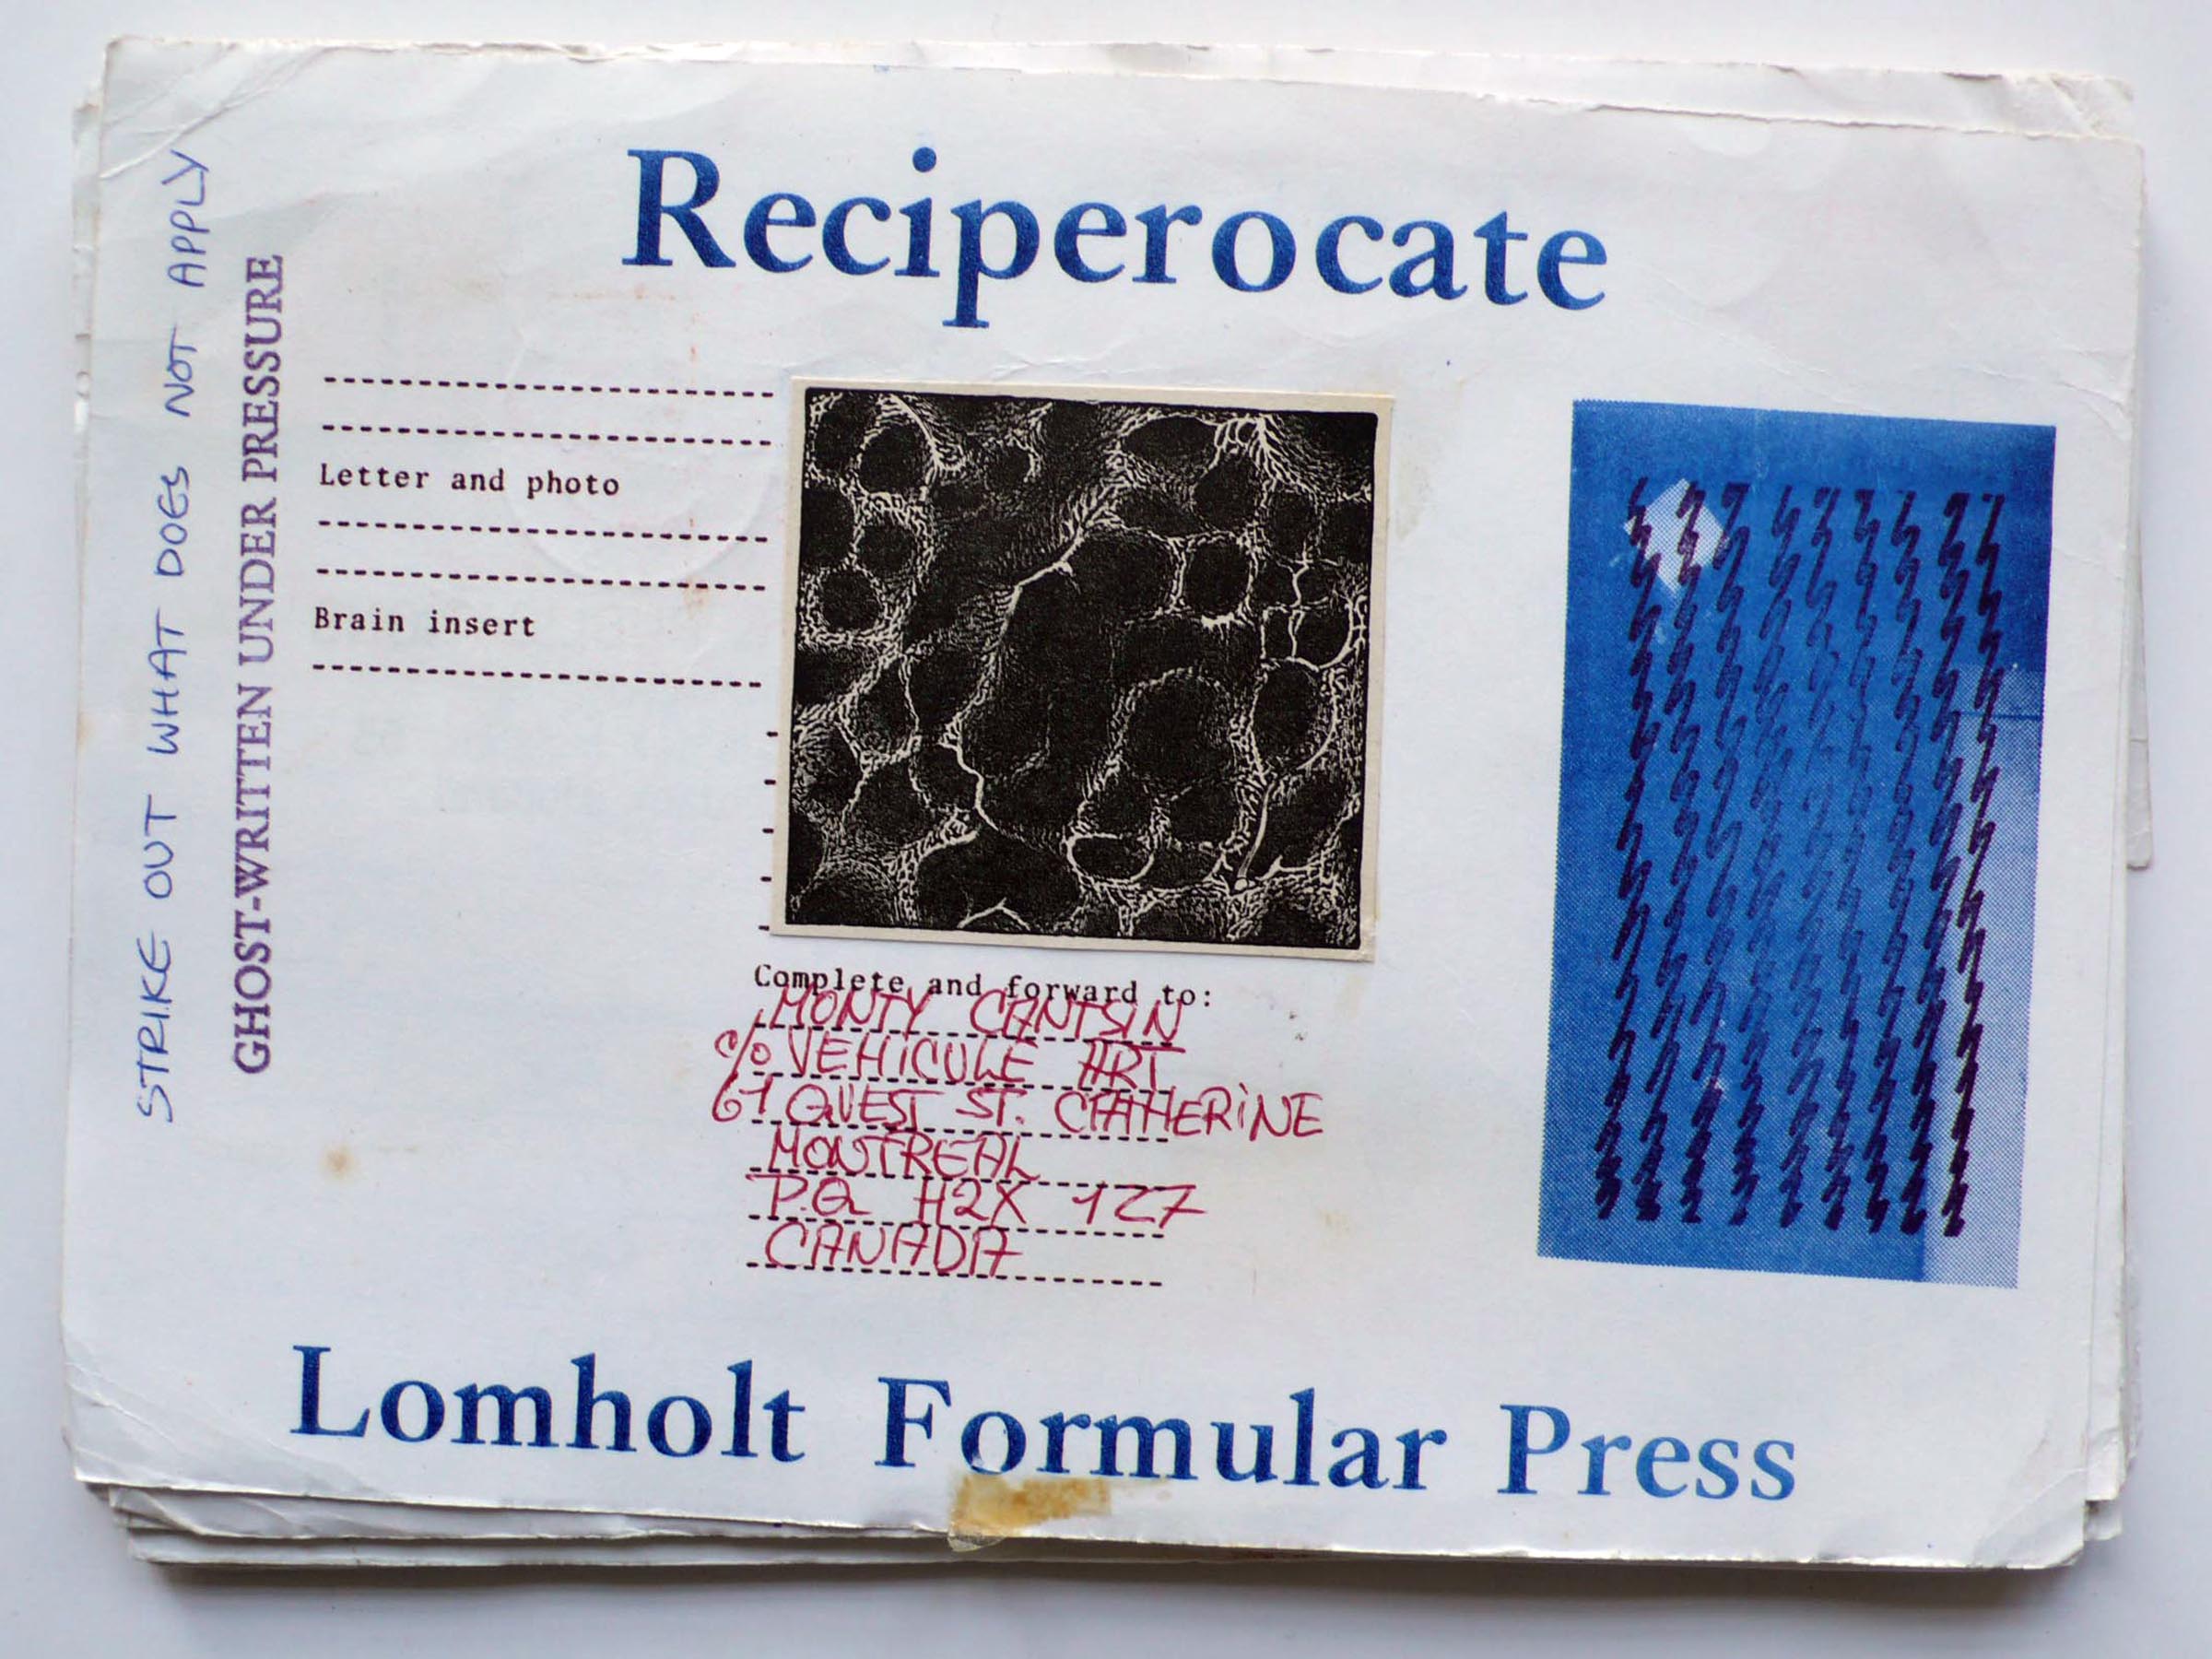 Reciperocate
STRIKE OUT WHAT DOES NOT APPLY
GHOST-WRITTEN UNDER PRESSURE
Letter and photo
Brain insert
Complete and forward to:
MONTY CANTSIN
c/o VEHiCULE ART
61 OUEST ST. CATHERiNE
MONTREAL
P.Q H2X 1Z7
CANADA
Lomholt Formular Press